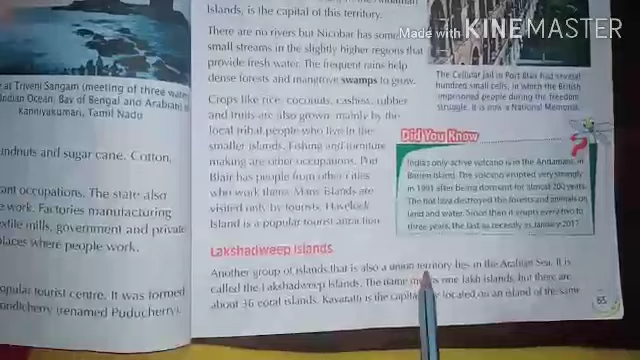 Made with KINEMASTER
Islands, is the capital of this territory.
There are no rivers but Nicobar has some
small streams in the slightly higher regions that
provide fresh water. The frequent rains help
dense forests and mangrove swamps to grow.
Crops like rice, coconuts, cashew, rubber
and fruits are also grown mainly by the
local tribal people who live in the
smaller islands. Fishing and furniture
making are other occupations. Port
Blair has people from other cities
who work there. Many islands are
visited only by tourists. Havelock
Island is a popular tourist attraction
Lakshadweep Islands
Another group of islands that is also a union territory lies in the Arabian Sea. It is
called the Lakshadweep Islands. The name one lakh islands, but there are
about 36 coral islands. Kavaratti is the capital located on an island of the same
at Triveni Sangam (meeting of three
Indian Ocean, Bay of Bengal and Arabian
Kanniyakumari, Tamil Nadu
undnuts and sugar cane. Cotton,
ant occupations. The state also
work. Factories manufacturing
extile mills, government and private
places where people work.
opular tourist centre. It was formed
ndicherry (renamed Puducherry).
The Cellular Jail in Port Blair had several
hundred small cells, in which the British
imprisoned people during the freedom
struggle. It is now a National Memorial.
Did You Know
India's only active volcano is in the Andamans, in
Barren Island. The volcano erupted very strongly
in 1991 after being dormant for almost 200 years.
The hot lava destroyed the forests and animals on
land and water. Since then it erupts every two to
three years, the last as recently as January 2017.
65